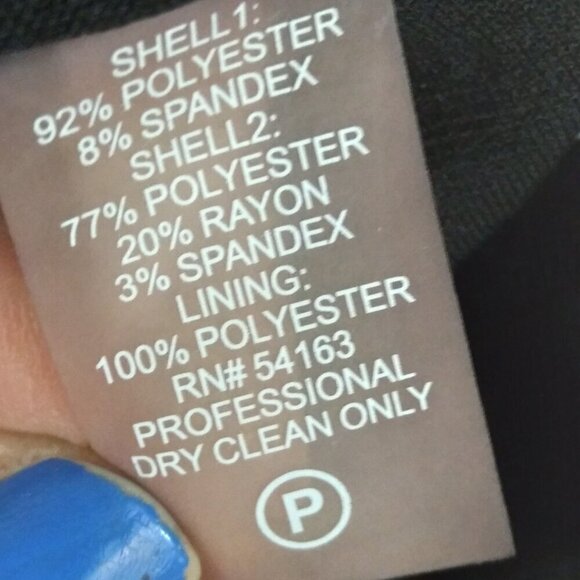 SHELL1:
92% POLYESTER
8% SPANDEX
SHELL2:
77% POLYESTER
20% RAYON
3% SPANDEX
LINING:
100% POLYESTER
RN# 54163
PROFESSIONAL
DRY CLEAN ONLY
P